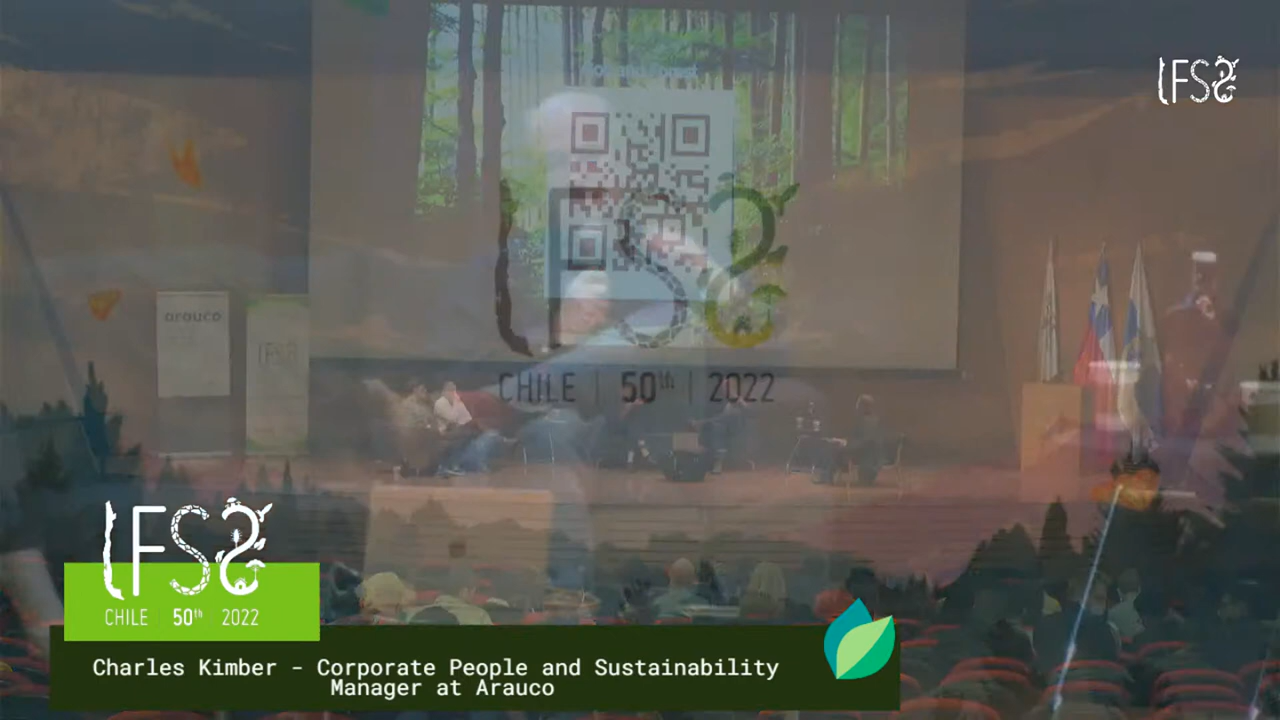 IFSS
arauco
IFSS
CHILE | 50th | 2022
IFSS
CHILE | 50th | 2022
Charles Kimber - Corporate People and Sustainability
Manager at Arauco